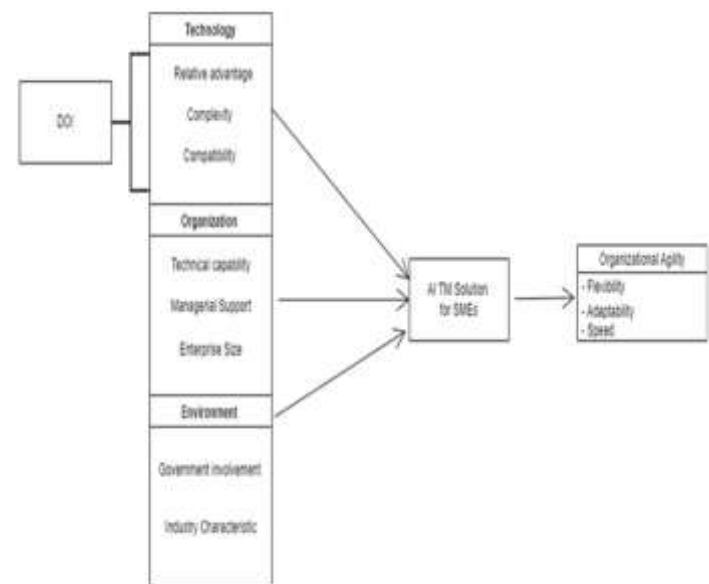 Technology
Relative advantage
DOI
Complexity
Compatibility
Organization
Technical capability
Managerial Support
Enterprise Size
AI TM Solution
for SMEs
Organizational Agility
- Flexibility
- Adaptability
- Speed
Environment
Government involvement
Industry Characteristic